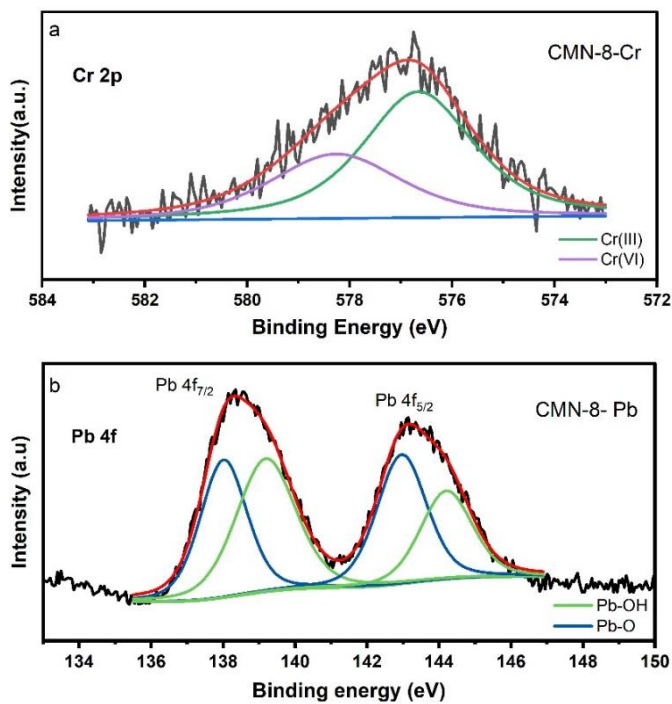 a
Cr 2p
CMN-8-Cr
Intensity(a.u.)
Cr(III)
Cr(VI)
584 582 580 578 576 574 572
Binding Energy (eV)
b
Pb 4f7/2
Pb 4f5/2
CMN-8- Pb
Pb 4f
Intensity (a.u)
Pb-OH
Pb-O
134 136 138 140 142 144 146 148 150
Binding energy (eV)